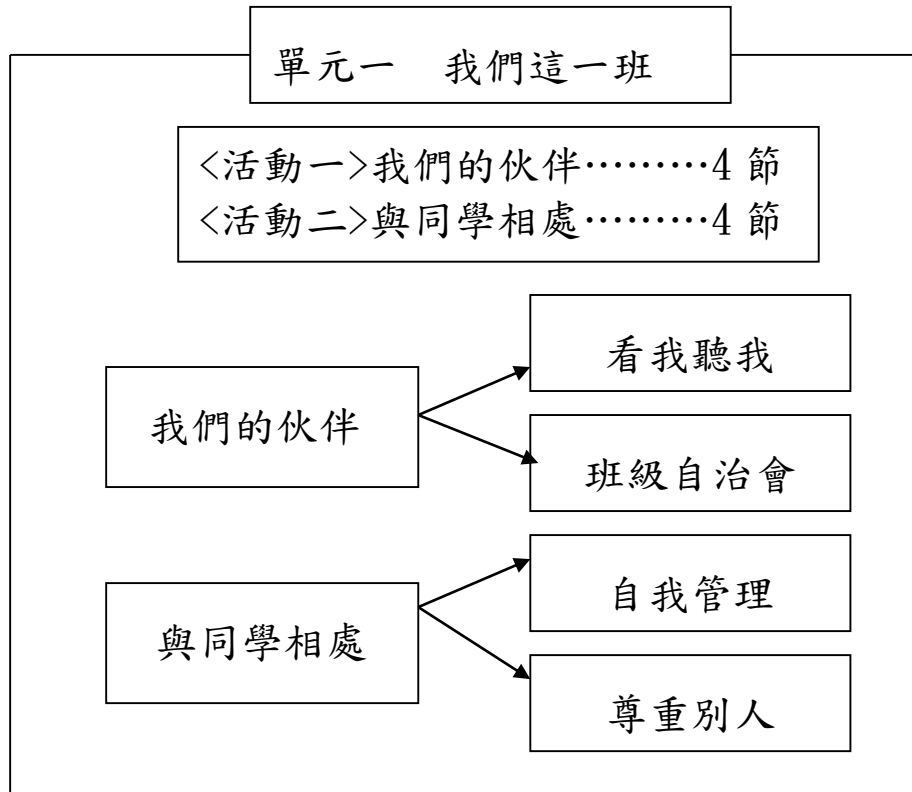 單元一　我們這一班
<活動一>我們的伙伴………4 節
<活動二>與同學相處………4 節
看我聽我
我們的伙伴
班級自治會
自我管理
與同學相處
尊重別人